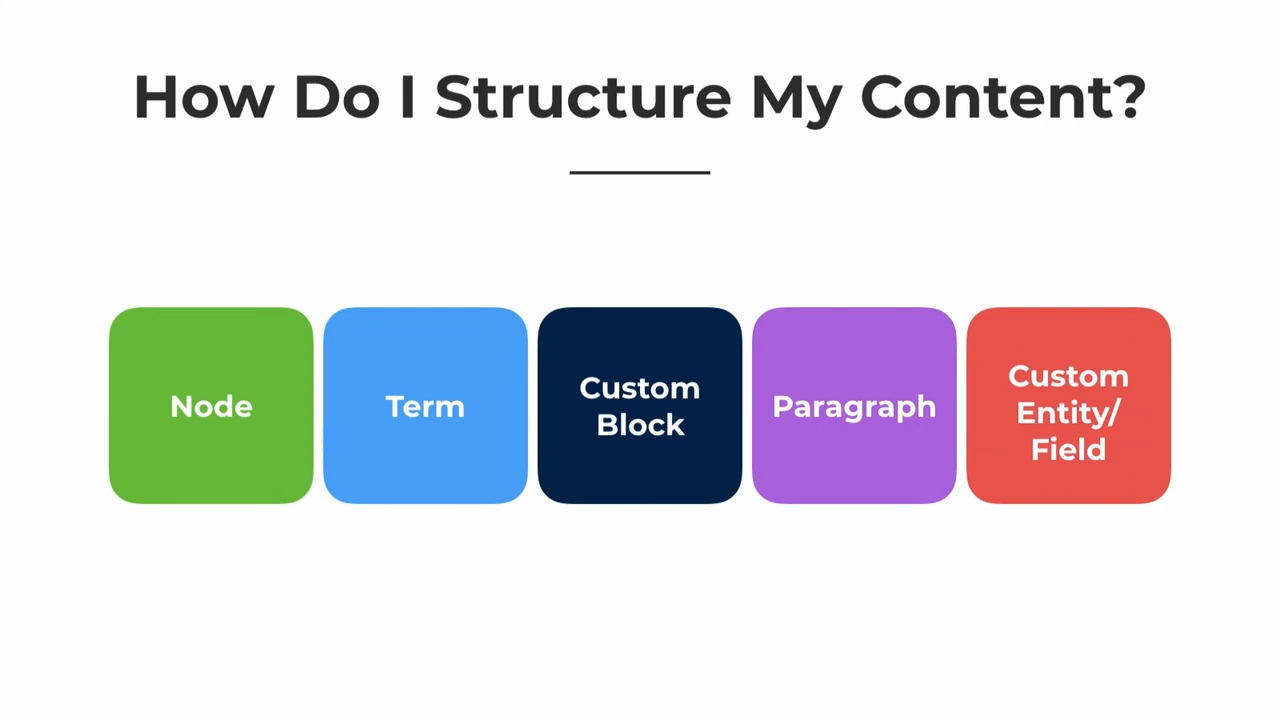 How Do I Structure My Content?
Node
Term
Custom
Block
Paragraph
Custom
Entity/
Field